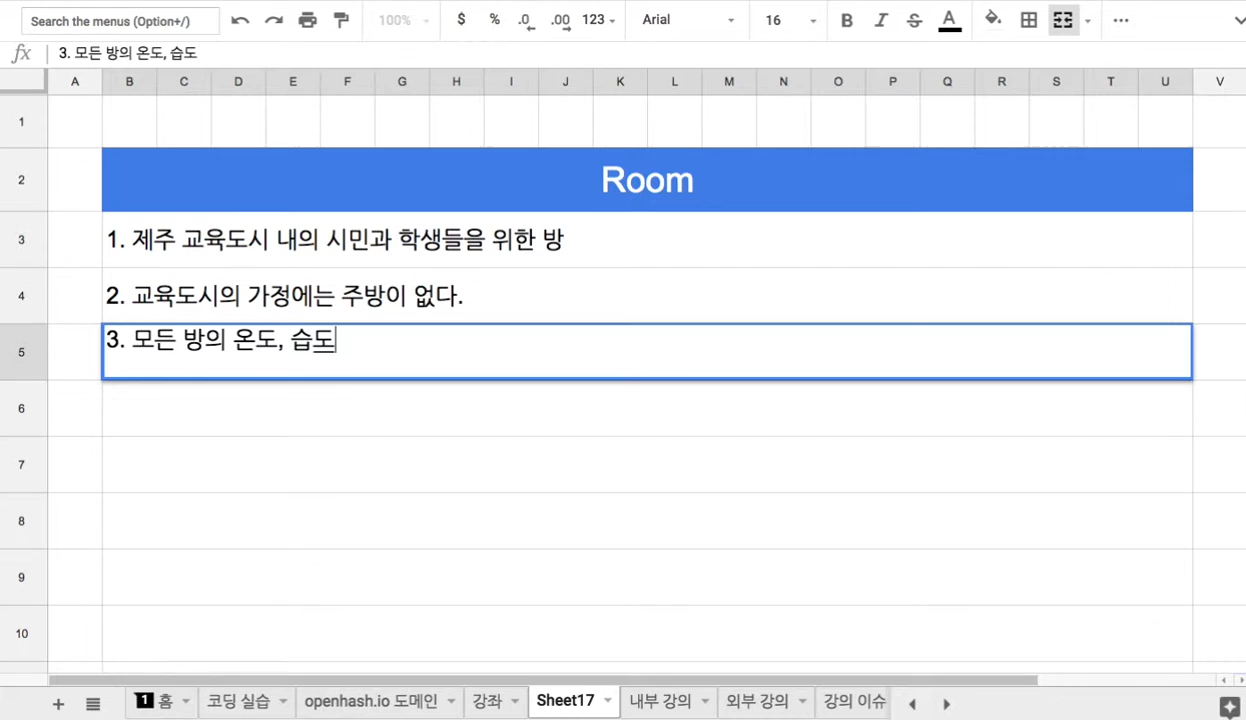 Search the menus (Option+/)
100%
$ % .0 .00 123
Arial
16
B I S A
fx 3. 모든 방의 온도, 습도
A B C D E F G H I J K L M N O P Q R S T U V
1
2 Room
3 1. 제주 교육도시 내의 시민과 학생들을 위한 방
4 2. 교육도시의 가정에는 주방이 없다.
5 3. 모든 방의 온도, 습도
6
7
8
9
10
1 홈 코딩 실습 openhash.io 도메인 강좌 Sheet17 내부 강의 외부 강의 강의 이슈